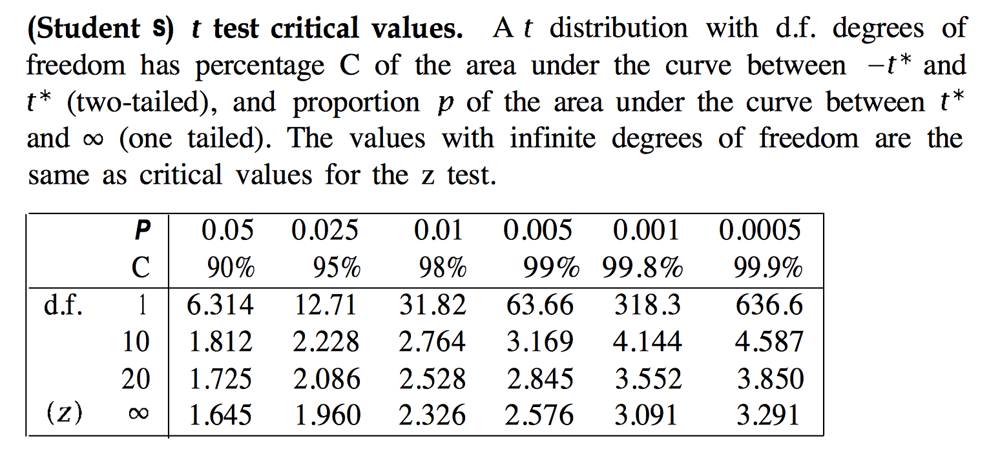 (Student s) t test critical values. A t distribution with d.f. degrees of
freedom has percentage C of the area under the curve between −t* and
t* (two-tailed), and proportion p of the area under the curve between t*
and ∞ (one tailed). The values with infinite degrees of freedom are the
same as critical values for the z test.
P 0.05 0.025 0.01 0.005 0.001 0.0005
C 90% 95% 98% 99% 99.8% 99.9%
d.f. 1 6.314 12.71 31.82 63.66 318.3 636.6
10 1.812 2.228 2.764 3.169 4.144 4.587
20 1.725 2.086 2.528 2.845 3.552 3.850
(z) ∞ 1.645 1.960 2.326 2.576 3.091 3.291